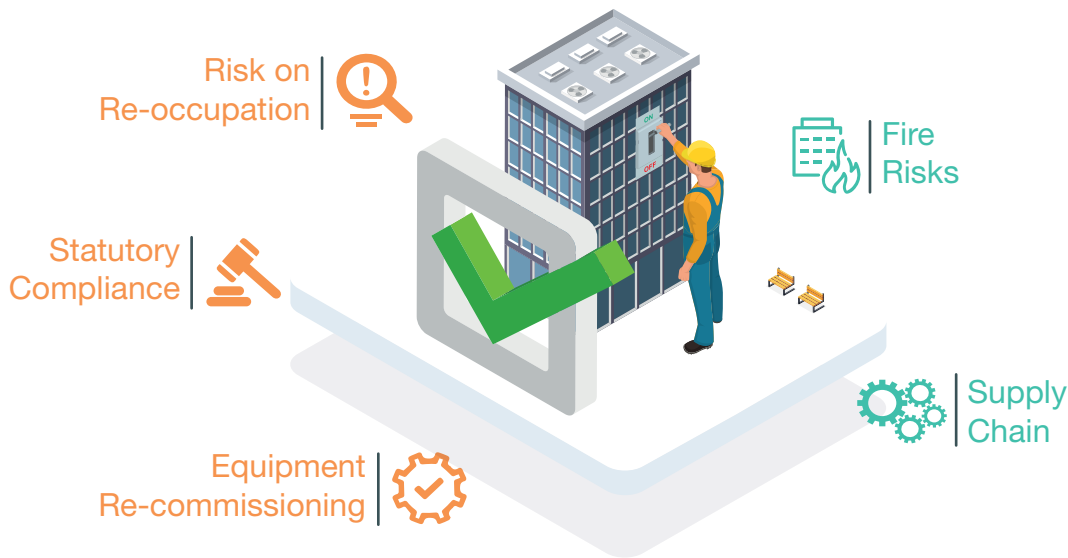 Risk on
Re-occupation
ON
OFF
Fire
Risks
Statutory
Compliance
Supply
Chain
Equipment
Re-commissioning